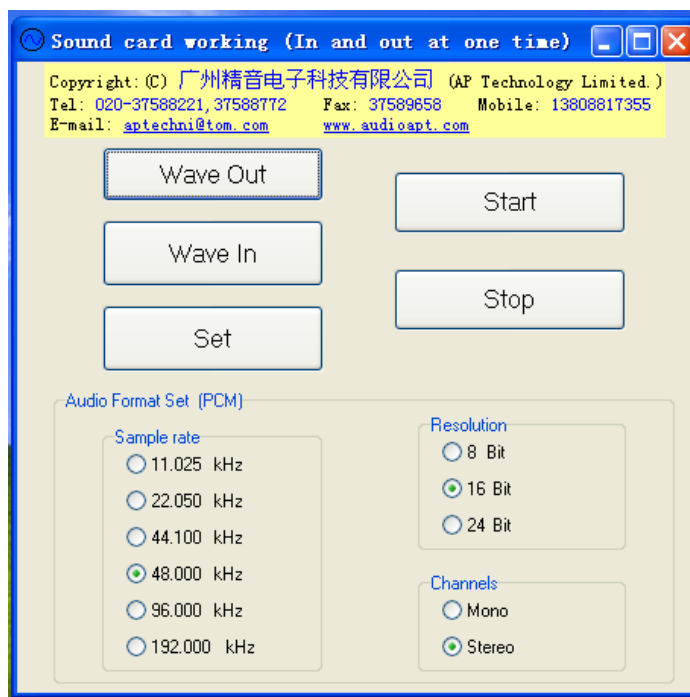 Sound card working (In and out at one time)
Copyright:(C) 广州精音电子科技有限公司 (AP Technology Limited.)
Tel: 020-37588221,37588772 Fax: 37589658 Mobile: 13808817355
E-mail: aptechni@tom.com www.audioapt.com
Wave Out
Start
Wave In
Stop
Set
Audio Format Set (PCM)
Sample rate
11.025 kHz
22.050 kHz
44.100 kHz
48.000 kHz
96.000 kHz
192.000 kHz
Resolution
8 Bit
16 Bit
24 Bit
Channels
Mono
Stereo